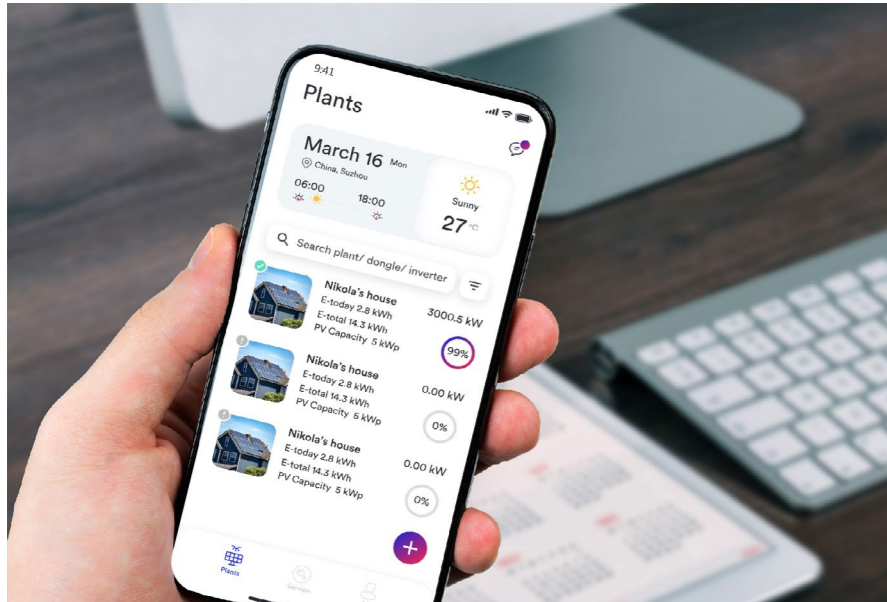 9:41
Plants
March 16 Mon
China, Suzhou
06:00
18:00
Sunny
27 °C
Search plant/ dongle/ inverter
Nikola's house
3000.5 kW
E-today 2.8 kWh
E-total 14.3 kWh
PV Capacity 5 kWp
99%
Nikola's house
0.00 kW
E-today 2.8 kWh
E-total 14.3 kWh
PV Capacity 5 kWp
0%
Nikola's house
0.00 kW
E-today 2.8 kWh
E-total 14.3 kWh
PV Capacity 5 kWp
0%
+
Plants
Service